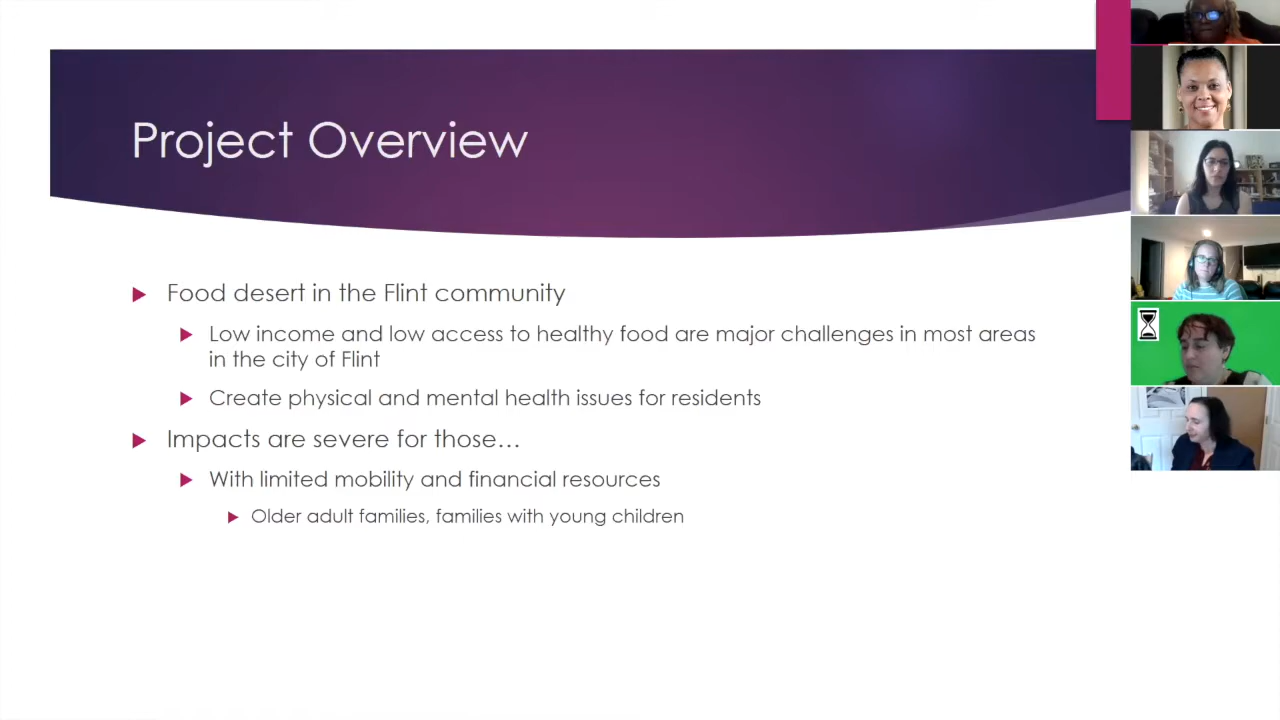 Project Overview
Food desert in the Flint community
Low income and low access to healthy food are major challenges in most areas
in the city of Flint
Create physical and mental health issues for residents
Impacts are severe for those…
With limited mobility and financial resources
Older adult families, families with young children